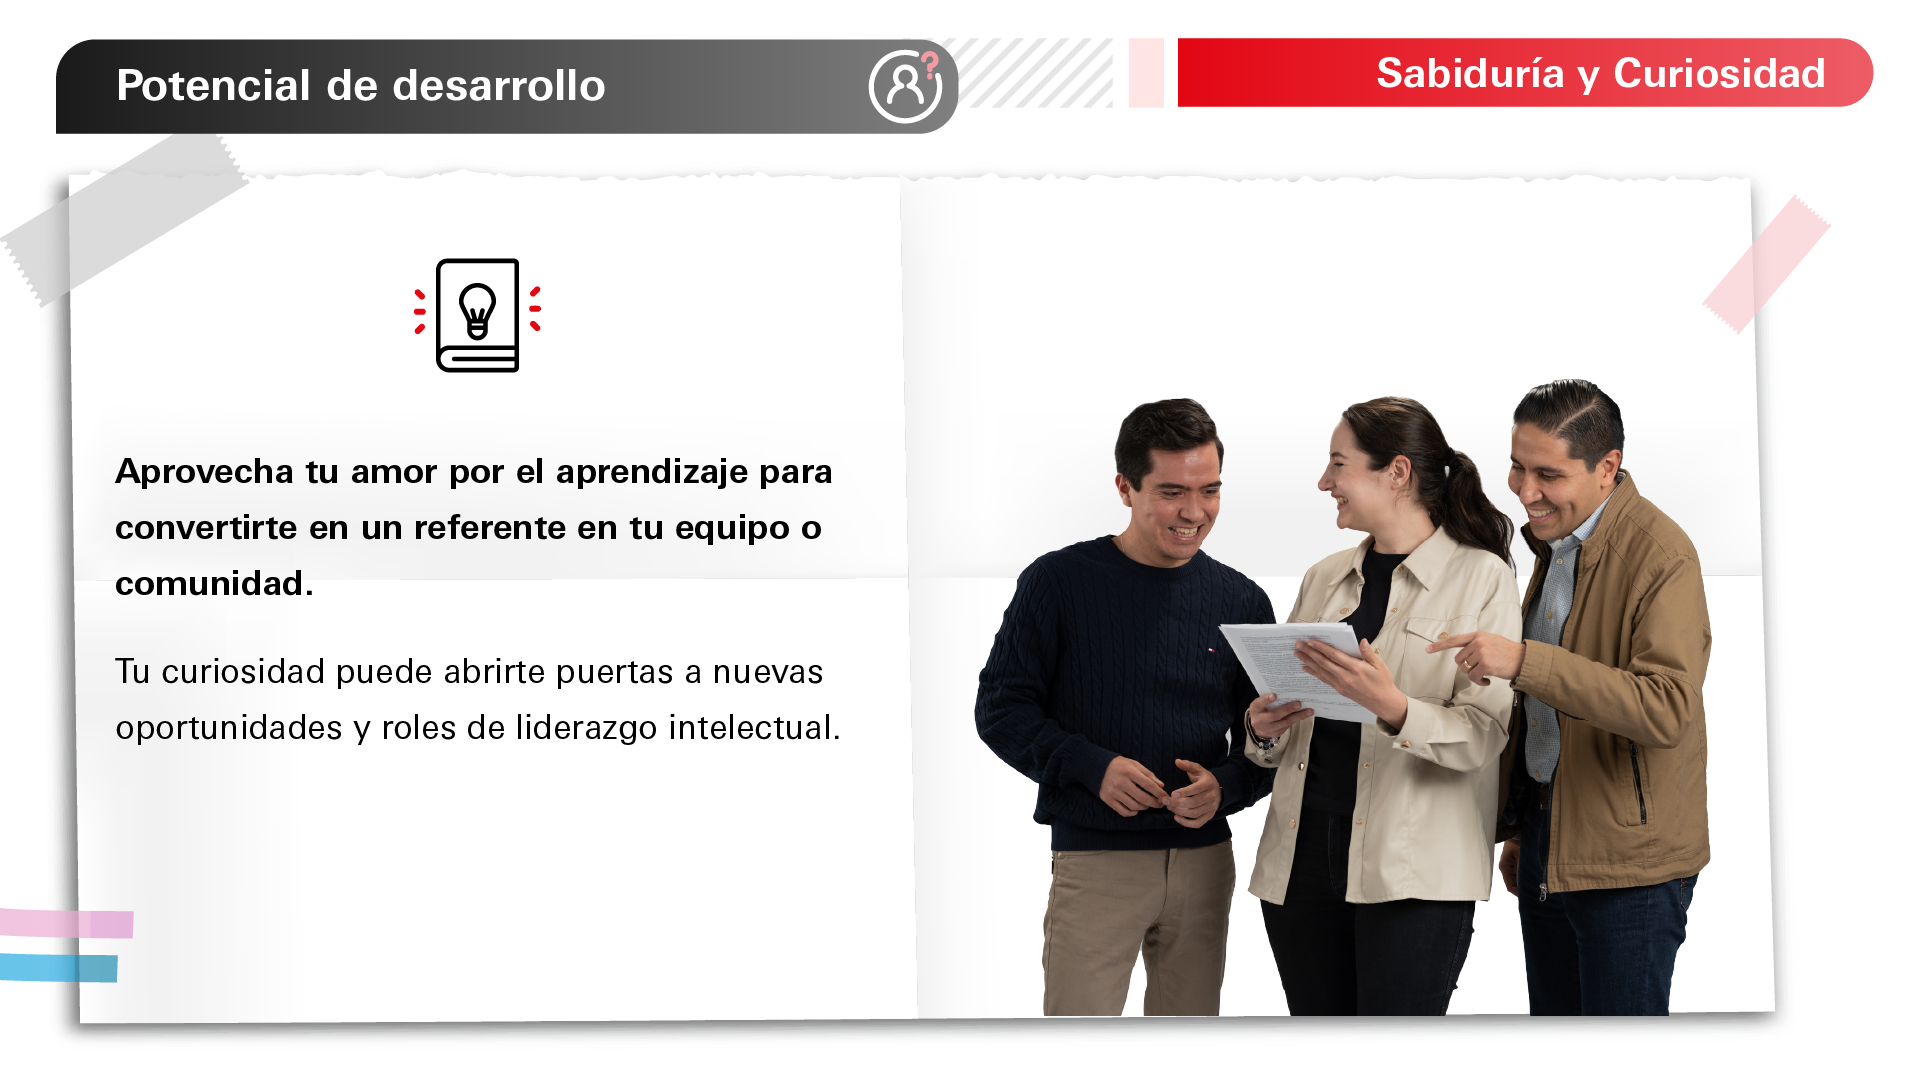 Potencial de desarrollo
Sabiduría y Curiosidad
Aprovecha tu amor por el aprendizaje para
convertirte en un referente en tu equipo o
comunidad.
Tu curiosidad puede abrirte puertas a nuevas
oportunidades y roles de liderazgo intelectual.